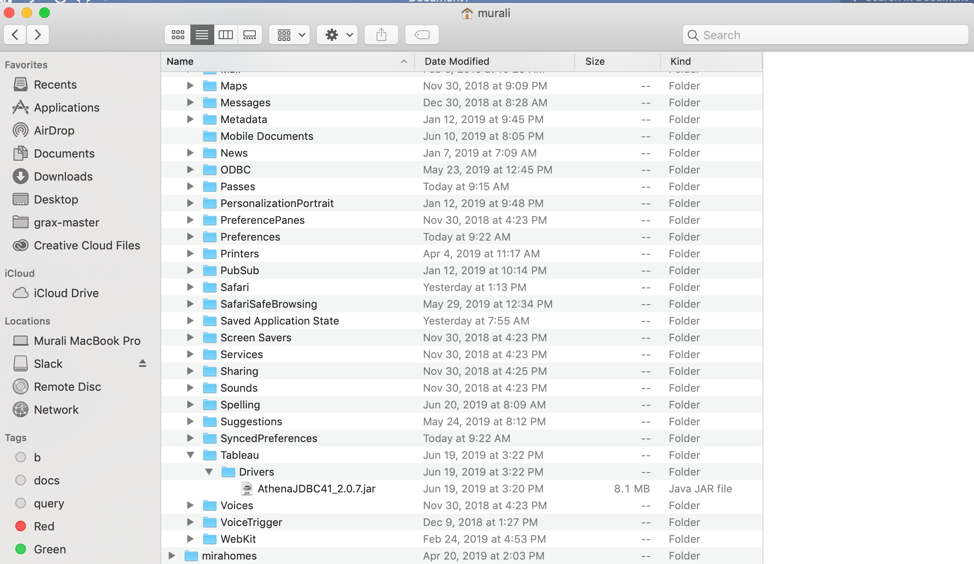 murali
Search
Favorites
Recents
Applications
AirDrop
Documents
Downloads
Desktop
grax-master
Creative Cloud Files
iCloud
iCloud Drive
Locations
Murali MacBook Pro
Slack
Remote Disc
Network
Tags
b
docs
query
Red
Green
Name Date Modified Size Kind
Maps Nov 30, 2018 at 9:09 PM -- Folder
Messages Dec 30, 2018 at 8:28 AM -- Folder
Metadata Jan 12, 2019 at 9:45 PM -- Folder
Mobile Documents Jun 10, 2019 at 8:05 PM -- Folder
News Jan 7, 2019 at 7:09 AM -- Folder
ODBC May 23, 2019 at 12:45 PM -- Folder
Passes Today at 9:15 AM -- Folder
PersonalizationPortrait Jan 12, 2019 at 9:48 PM -- Folder
PreferencePanes Nov 30, 2018 at 4:23 PM -- Folder
Preferences Today at 9:22 AM -- Folder
Printers Apr 4, 2019 at 11:17 AM -- Folder
PubSub Jan 12, 2019 at 10:14 PM -- Folder
Safari Yesterday at 1:13 PM -- Folder
SafariSafeBrowsing May 29, 2019 at 12:34 PM -- Folder
Saved Application State Yesterday at 7:55 AM -- Folder
Screen Savers Nov 30, 2018 at 4:23 PM -- Folder
Services Nov 30, 2018 at 4:23 PM -- Folder
Sharing Nov 30, 2018 at 4:25 PM -- Folder
Sounds Nov 30, 2018 at 4:23 PM -- Folder
Spelling Jun 20, 2019 at 8:09 AM -- Folder
Suggestions May 24, 2019 at 8:12 PM -- Folder
SyncedPreferences Today at 9:22 AM -- Folder
Tableau Jun 19, 2019 at 3:22 PM -- Folder
Drivers Jun 19, 2019 at 3:22 PM -- Folder
AthenaJDBC41_2.0.7.jar Jun 19, 2019 at 3:20 PM 8.1 MB Java JAR file
Voices Nov 30, 2018 at 4:23 PM -- Folder
VoiceTrigger Dec 9, 2018 at 1:27 PM -- Folder
WebKit Feb 24, 2019 at 4:53 PM -- Folder
mirahomes Apr 20, 2019 at 2:03 PM -- Folder